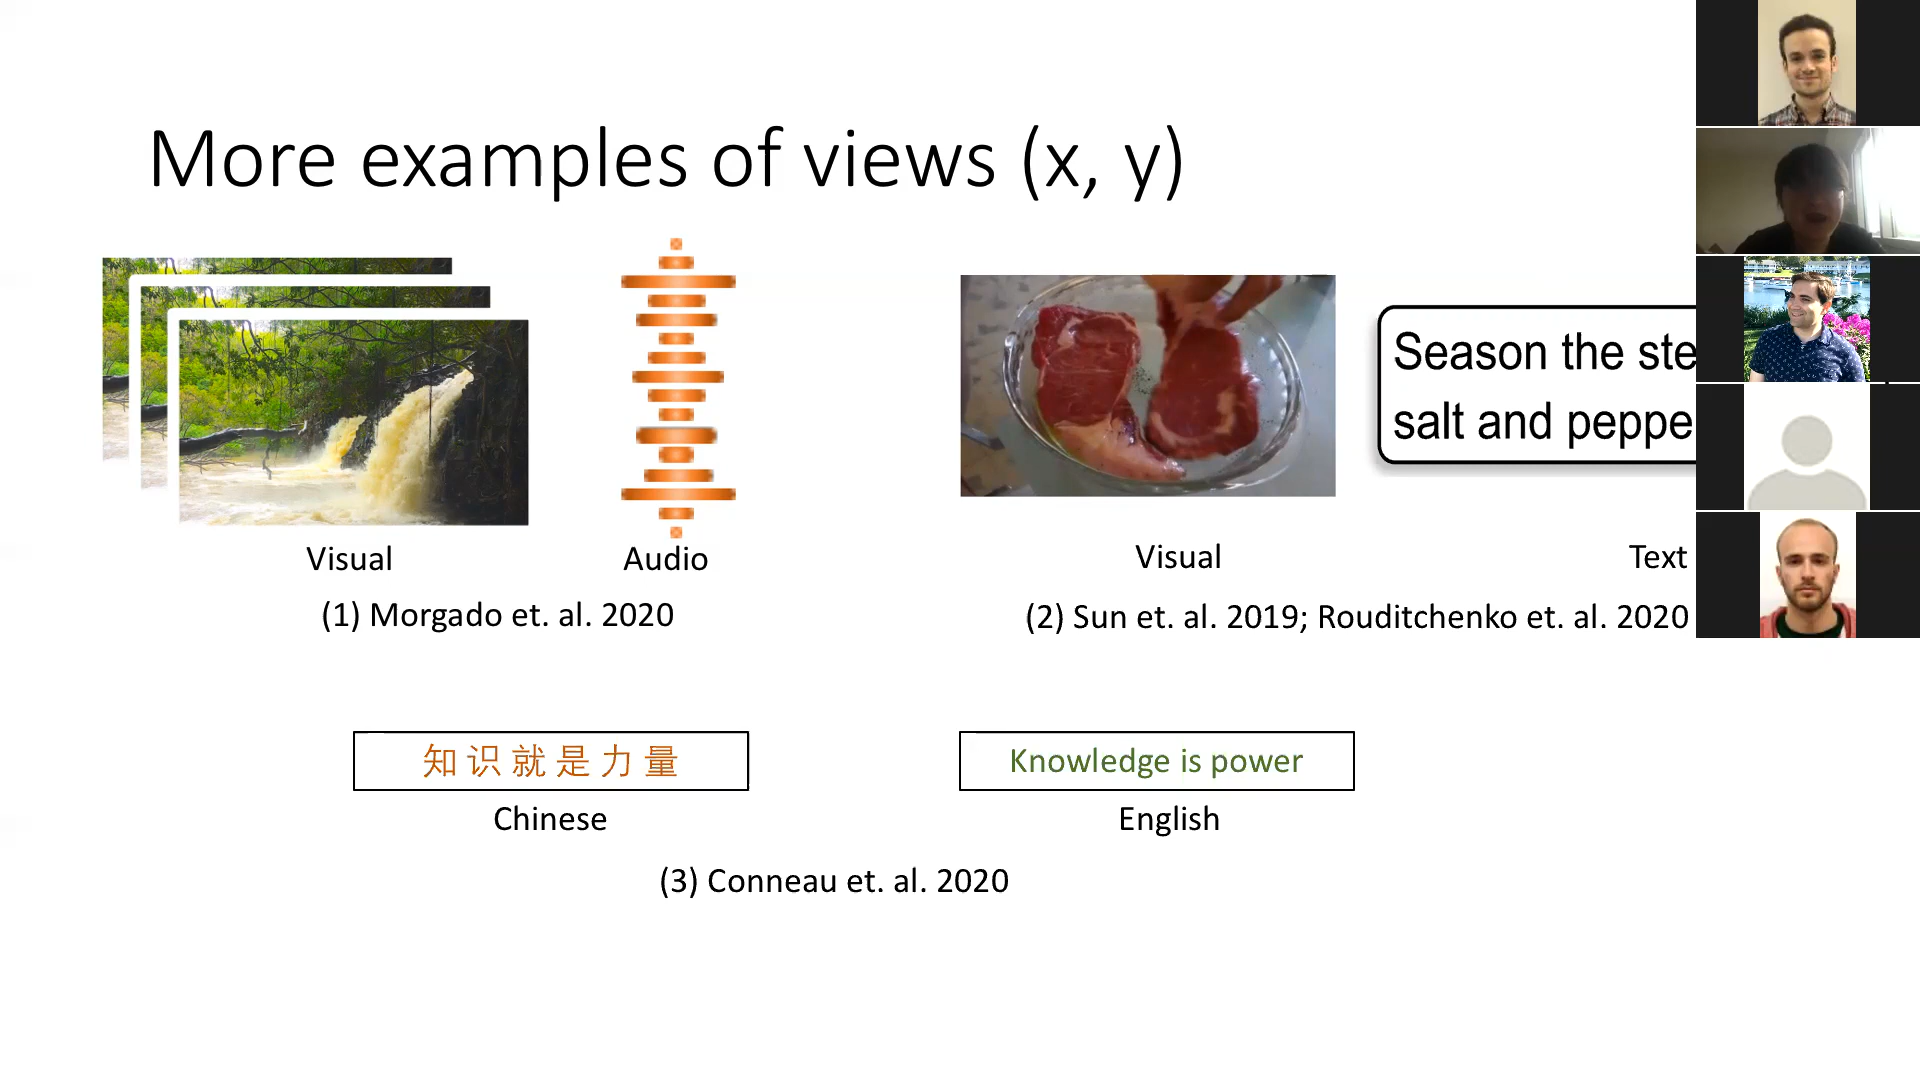 More examples of views (x, y)
Season the
salt and
Visual
Audio
Visual
Text
(1) Morgado et. al. 2020
(2) Sun et. al. 2019; Rouditchenko et. al. 2020
知识就是力量
Knowledge is power
Chinese
English
(3) Conneau et. al. 2020